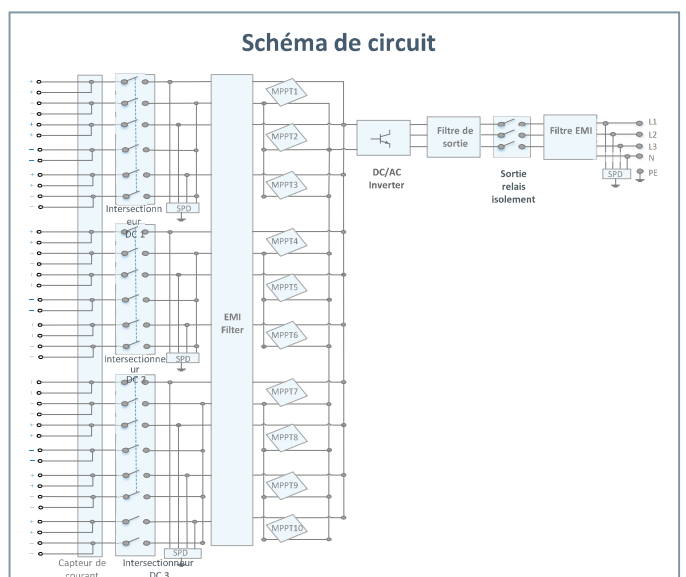 Schéma de circuit
MPPT1
MPPT2
MPPT3
MPPT4
MPPT5
MPPT6
MPPT7
MPPT8
MPPT9
MPPT10
EMI
Filter
Intersectionn
eur
DC 1
SPD
Intersectionne
ur
DC 2
SPD
Intersectionneur
DC 3
SPD
Capteur de
courant
DC/AC
Inverter
Filtre de
sortie
Sortie
relais
isolement
Filtre EMI
L1
L2
L3
N
PE
SPD